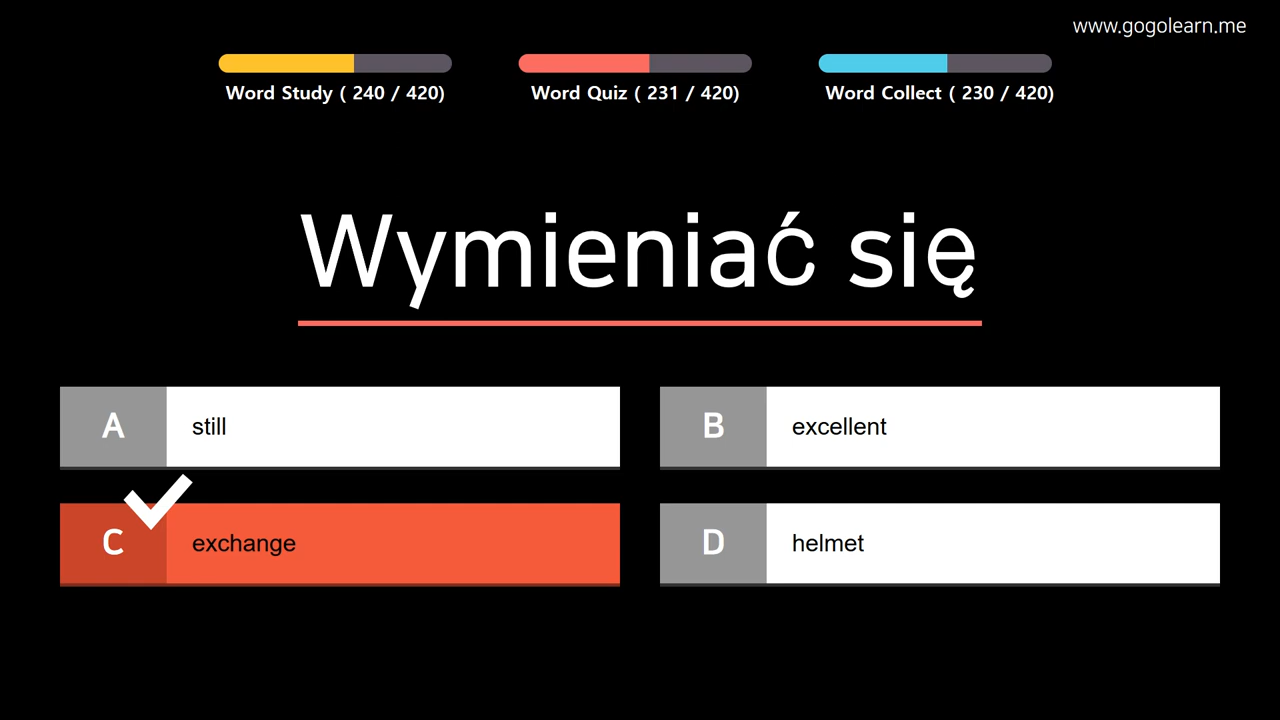 www.gogolearn.me
Word Study ( 240 / 420)
Word Quiz ( 231 / 420)
Word Collect ( 230 / 420)
Wymieniać się
A still
B excellent
C exchange
D helmet